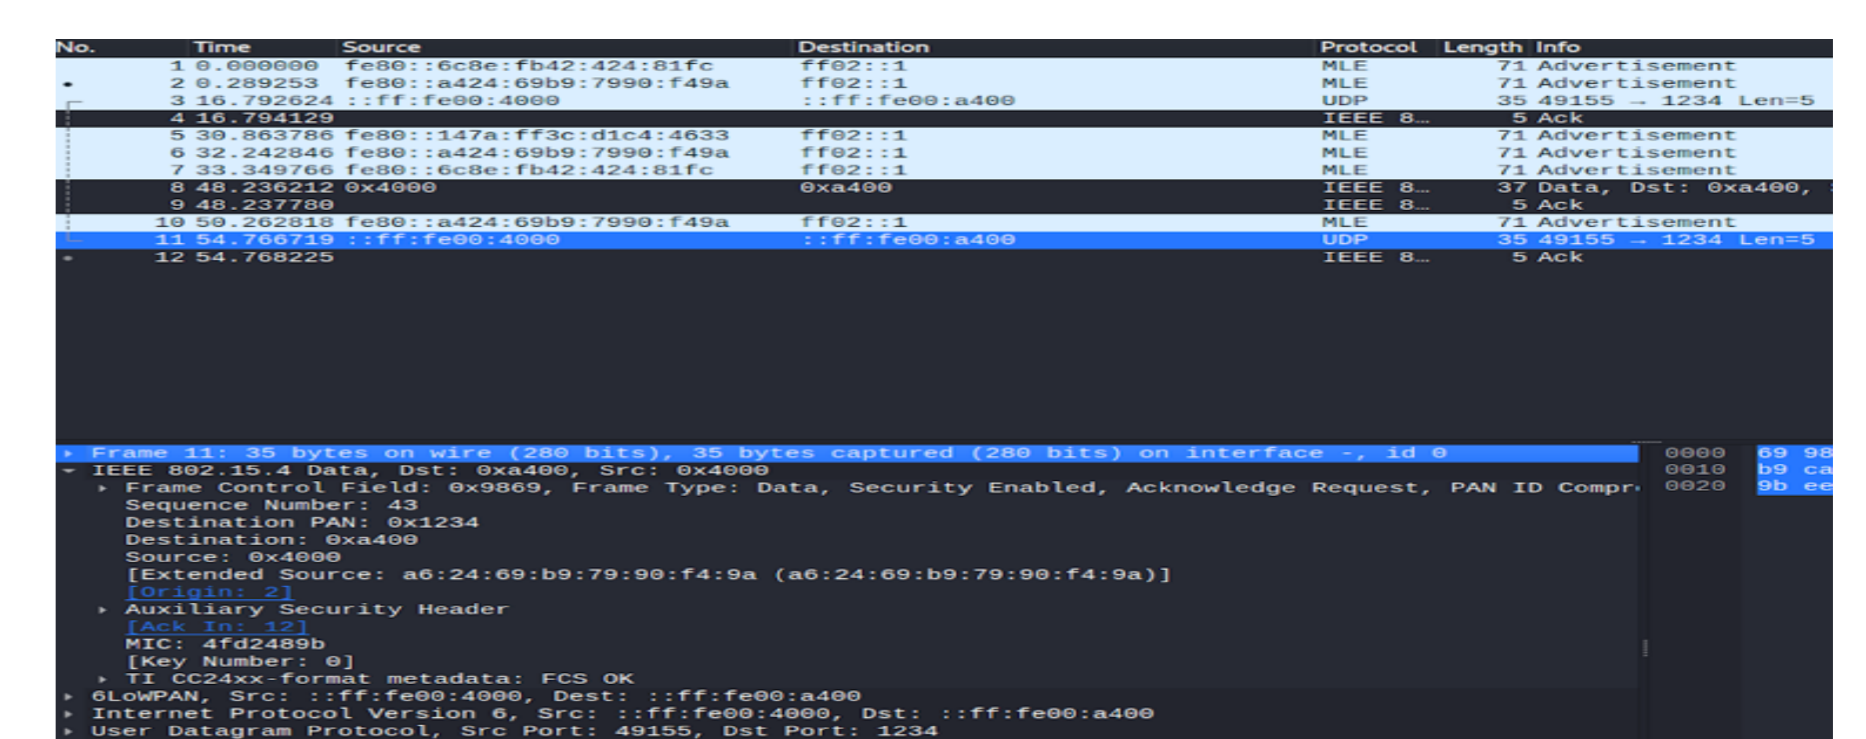 No. Time Source Destination Protocol Length Info
1 0.000000 fe80::6c8e:fb42:424:81fc ff02::1 MLE 71 Advertisement
2 0.289253 fe80::a424:69b9:7990:f49a ff02::1 MLE 71 Advertisement
3 16.792624 ::ff:fe00:4000 ::ff:fe00:a400 UDP 35 49155 → 1234 Len=5
4 16.794129 IEEE 8… 5 Ack
5 30.863786 fe80::147a:ff3c:d1c4:4633 ff02::1 MLE 71 Advertisement
6 32.242846 fe80::a424:69b9:7990:f49a ff02::1 MLE 71 Advertisement
7 33.349766 fe80::6c8e:fb42:424:81fc ff02::1 MLE 71 Advertisement
8 48.236212 0x4000 0xa400 IEEE 8… 37 Data, Dst: 0xa400,
9 48.237780 IEEE 8… 5 Ack
10 50.262818 fe80::a424:69b9:7990:f49a ff02::1 MLE 71 Advertisement
11 54.766719 ::ff:fe00:4000 ::ff:fe00:a400 UDP 35 49155 → 1234 Len=5
12 54.768225 IEEE 8… 5 Ack
Frame 11: 35 bytes on wire (280 bits), 35 bytes captured (280 bits) on interface -, id 0
IEEE 802.15.4 Data, Dst: 0xa400, Src: 0x4000
Frame Control Field: 0x9869, Frame Type: Data, Security Enabled, Acknowledge Request, PAN ID Compr
Sequence Number: 43
Destination PAN: 0x1234
Destination: 0xa400
Source: 0x4000
[Extended Source: a6:24:69:b9:79:90:f4:9a (a6:24:69:b9:79:90:f4:9a)]
[Origin: 2]
Auxiliary Security Header
[Ack In: 12]
MIC: 4fd2489b
[Key Number: 0]
TI CC24xx-format metadata: FCS OK
6LoWPAN, Src: ::ff:fe00:4000, Dest: ::ff:fe00:a400
Internet Protocol Version 6, Src: ::ff:fe00:4000, Dst: ::ff:fe00:a400
User Datagram Protocol, Src Port: 49155, Dst Port: 1234
0000 69 98
0010 b9 ca
0020 9b ee